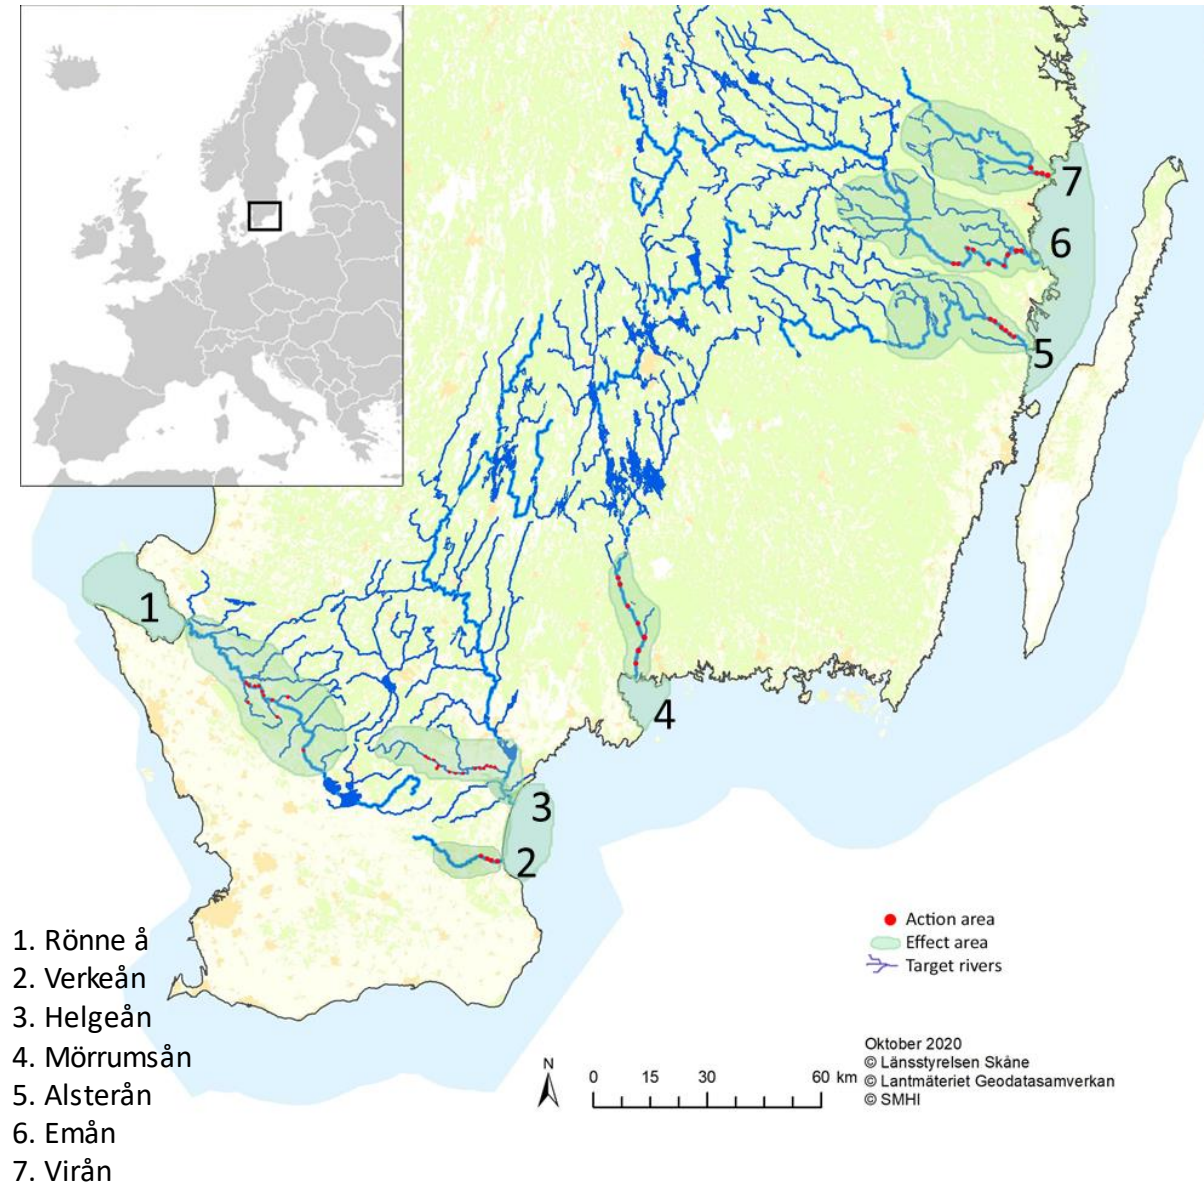 7
6
5
1
4
3
2
Action area
Effect area
Target rivers
1. Rönne å
2. Verkeån
3. Helgeån
4. Mörrumsån
5. Alsterån
6. Emån
7. Virån
N
0 15 30 60 km
Oktober 2020
© Länsstyrelsen Skåne
© Lantmäteriet Geodatasamverkan
© SMHI